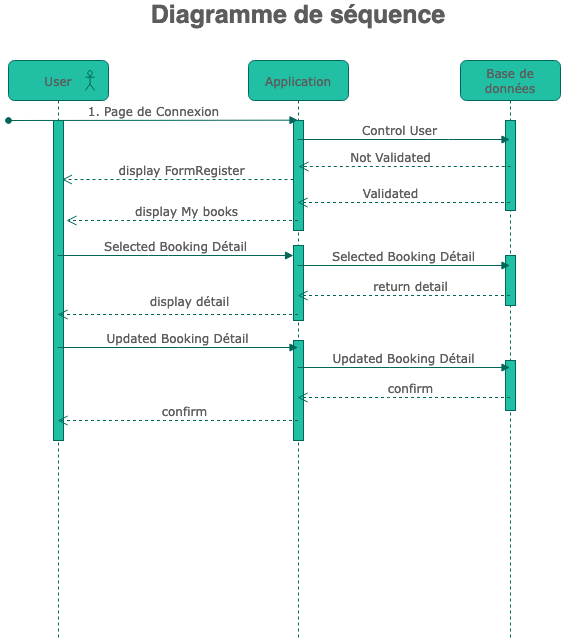 Diagramme de séquence
User
Application
Base de
données
1. Page de Connexion
Control User
Not Validated
display FormRegister
Validated
display My books
Selected Booking Détail
Selected Booking Détail
return detail
display détail
Updated Booking Détail
Updated Booking Détail
confirm
confirm